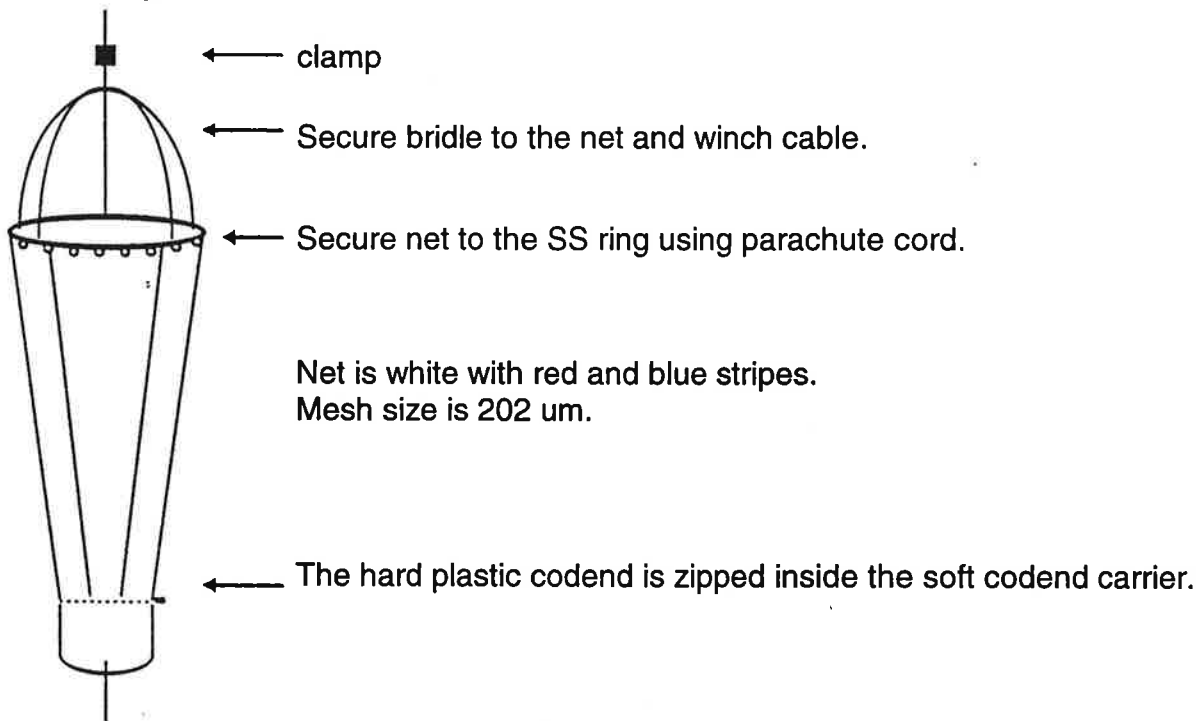 clamp
Secure bridle to the net and winch cable.
Secure net to the SS ring using parachute cord.
Net is white with red and blue stripes.
Mesh size is 202 um.
The hard plastic codend is zipped inside the soft codend carrier.